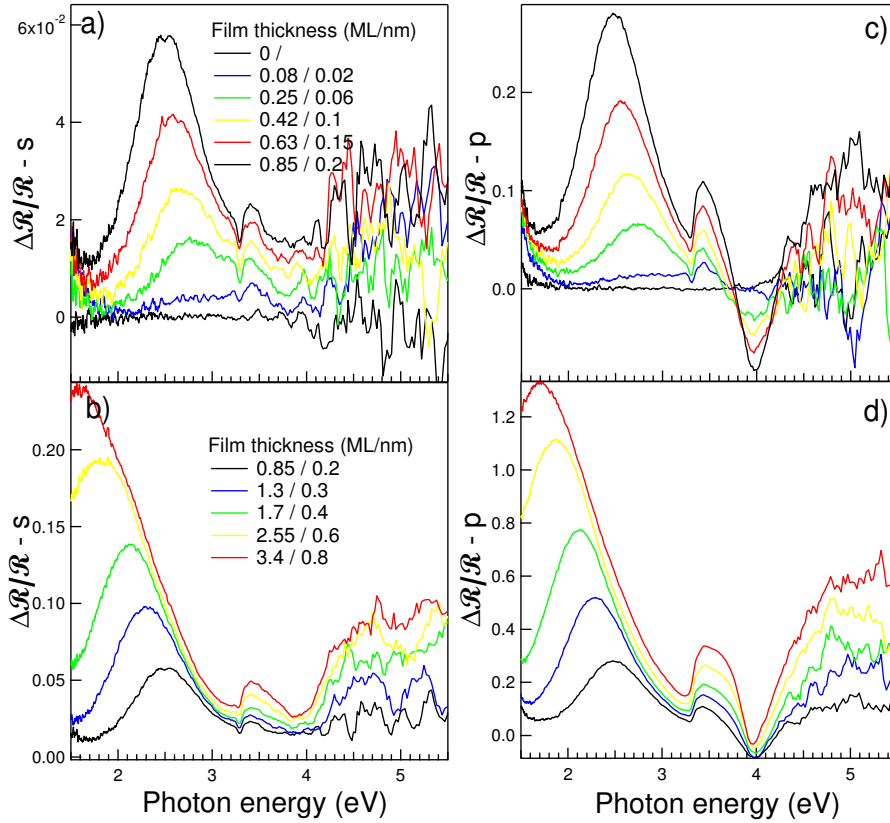 a)
6x10⁻²
4
2
0
Δℛ/ℛ - s
Film thickness (ML/nm)
0 /
0.08 / 0.02
0.25 / 0.06
0.42 / 0.1
0.63 / 0.15
0.85 / 0.2
c)
0.2
0.1
0.0
Δℛ/ℛ - p
b)
0.20
0.15
0.10
0.05
0.00
Δℛ/ℛ - s
Film thickness (ML/nm)
0.85 / 0.2
1.3 / 0.3
1.7 / 0.4
2.55 / 0.6
3.4 / 0.8
2 3 4 5
Photon energy (eV)
d)
1.2
1.0
0.8
0.6
0.4
0.2
0.0
Δℛ/ℛ - p
2 3 4 5
Photon energy (eV)